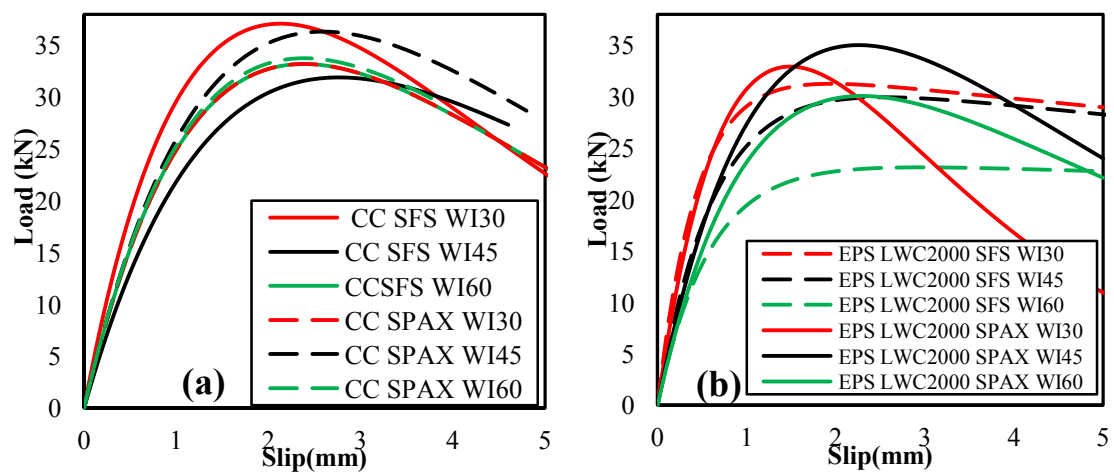 35
30
25
20
15
10
5
0
Load (kN)
CC SFS WI30
CC SFS WI45
CCSFS WI60
CC SPAX WI30
CC SPAX WI45
CC SPAX WI60
(a)
0 1 2 3 4 5
Slip(mm)
35
30
25
20
15
10
5
0
Load (kN)
EPS LWC2000 SFS WI30
EPS LWC2000 SFS WI45
EPS LWC2000 SFS WI60
EPS LWC2000 SPAX WI30
EPS LWC2000 SPAX WI45
EPS LWC2000 SPAX WI60
(b)
0 1 2 3 4 5
Slip(mm)